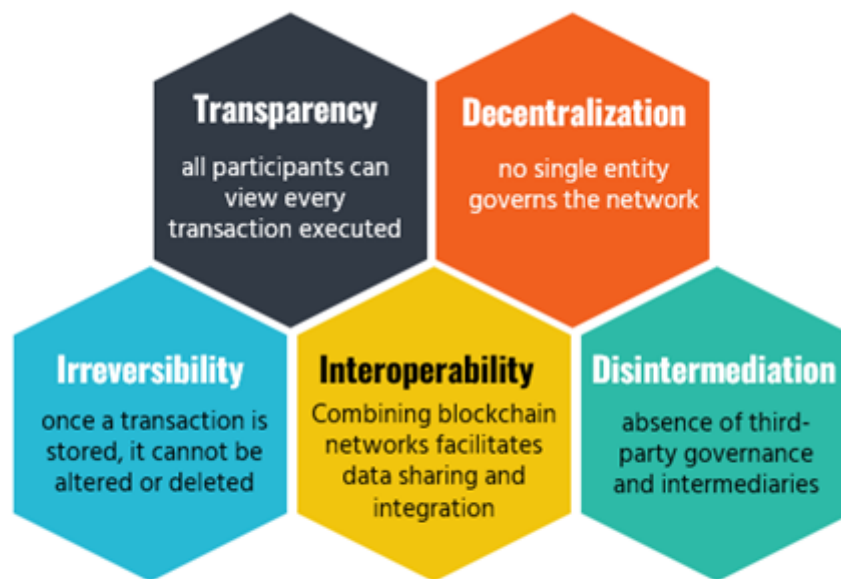 Transparency
all participants can
view every
transaction executed
Decentralization
no single entity
governs the network
Irreversibility
once a transaction is
stored, it cannot be
altered or deleted
Interoperability
Combining blockchain
networks facilitates
data sharing and
integration
Disintermediation
absence of third-
party governance
and intermediaries